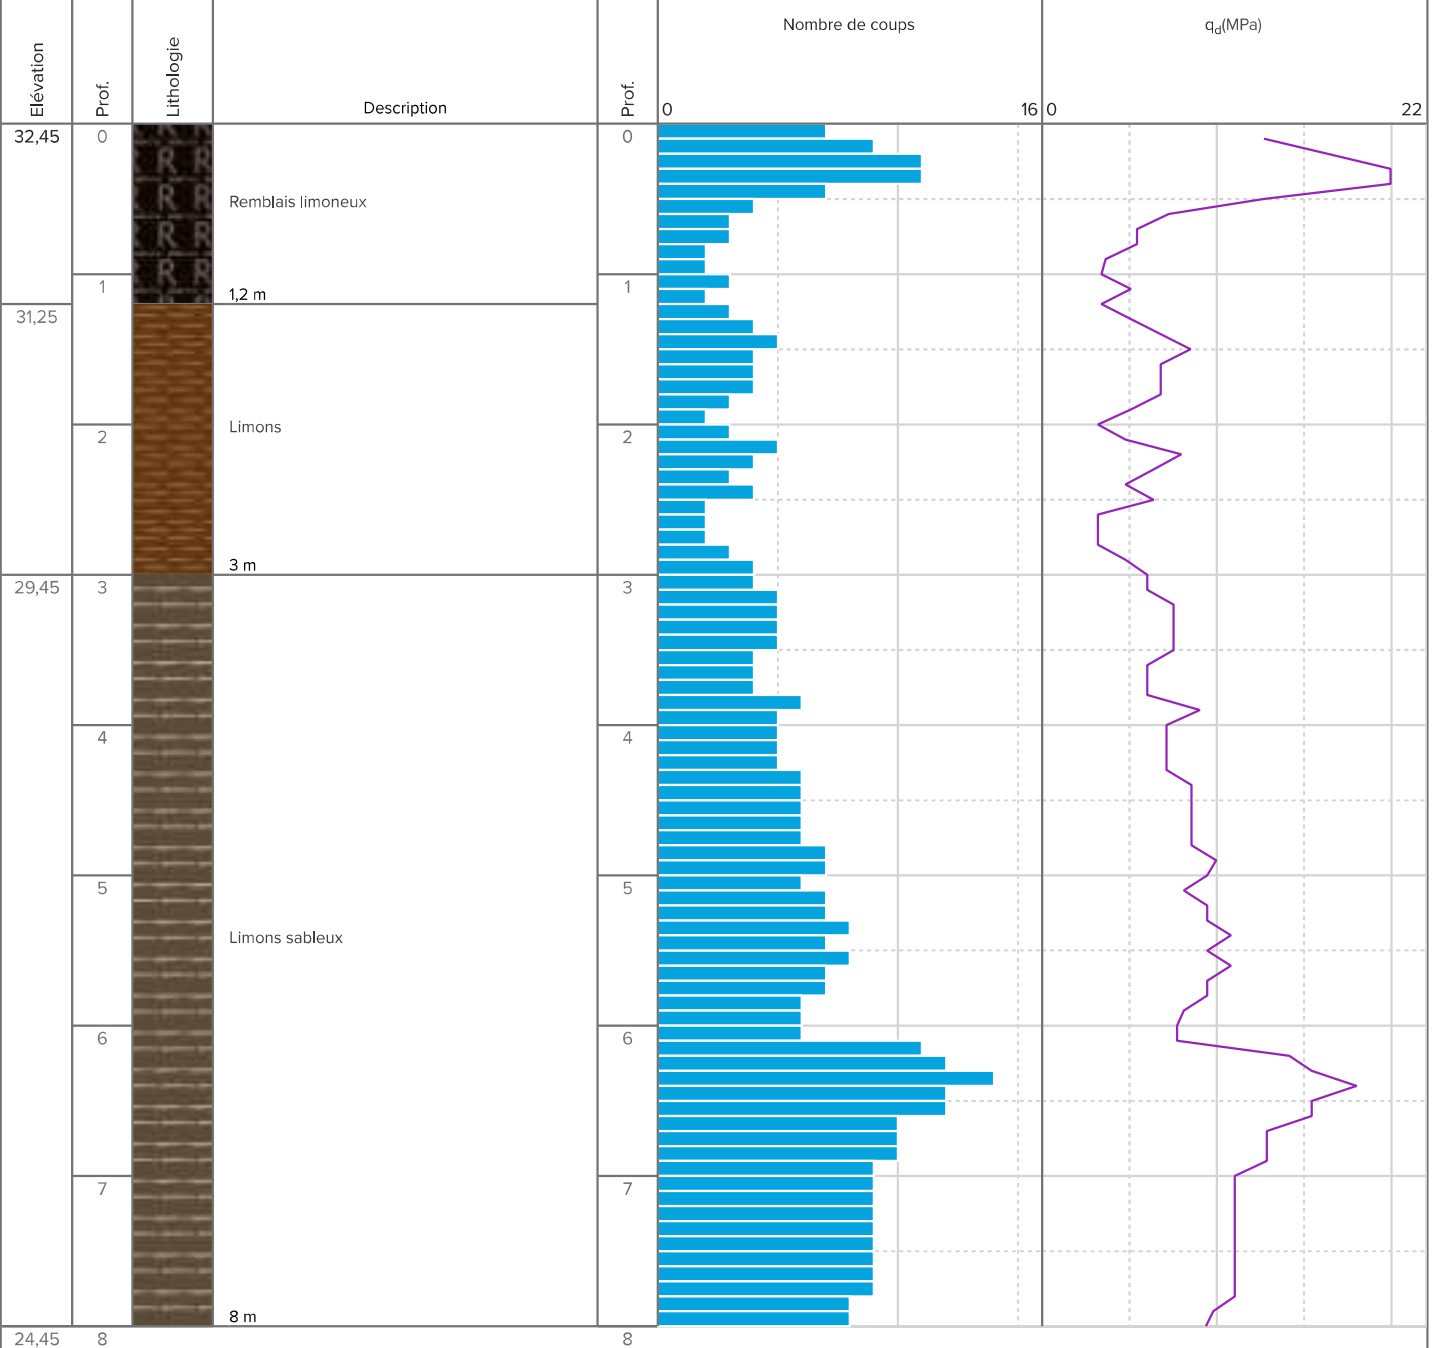 Elévation
Prof.
Lithologie
Description
Prof.
Nombre de coups
0 16
qd(MPa)
0 22
32,45 0 0
R R
R R
Remblais limoneux
R R
R R
1 1
1,2 m
31,25
Limons
2 2
3 m
29,45 3 3
4 4
5 5
Limons sableux
6 6
7 7
8 m
24,45 8 8